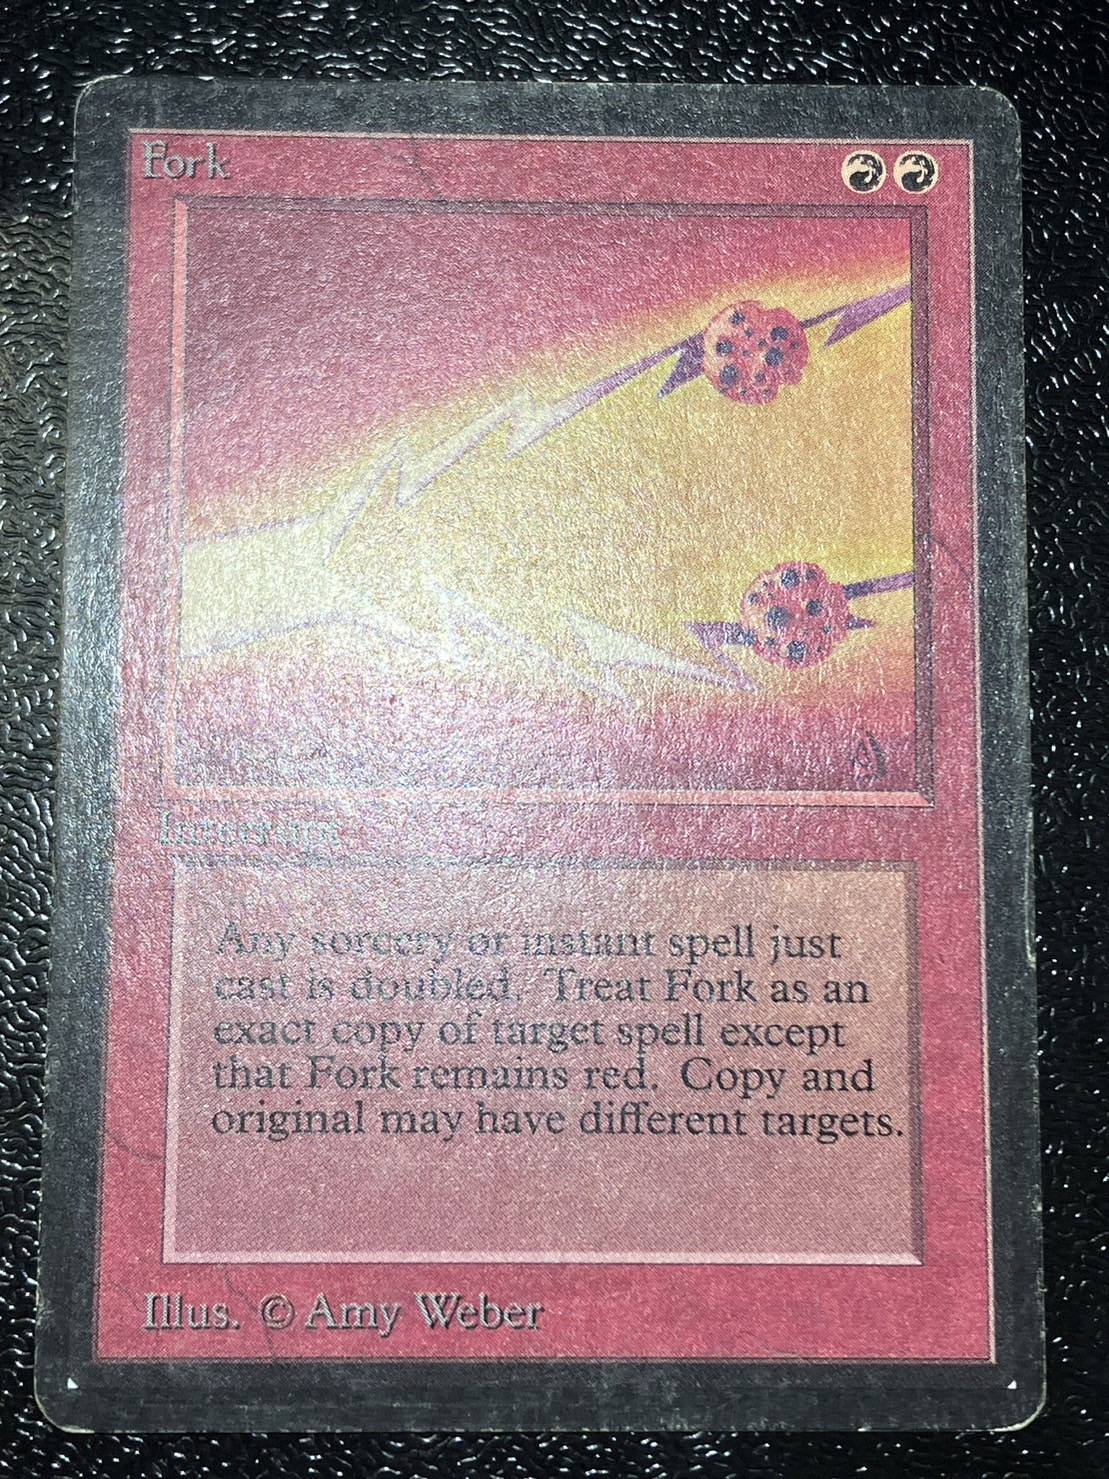 Fork
Interrupt
Any sorcery or instant spell just
cast is doubled. Treat Fork as an
exact copy of target spell except
that Fork remains red. Copy and
original may have different targets.
Illus. © Amy Weber